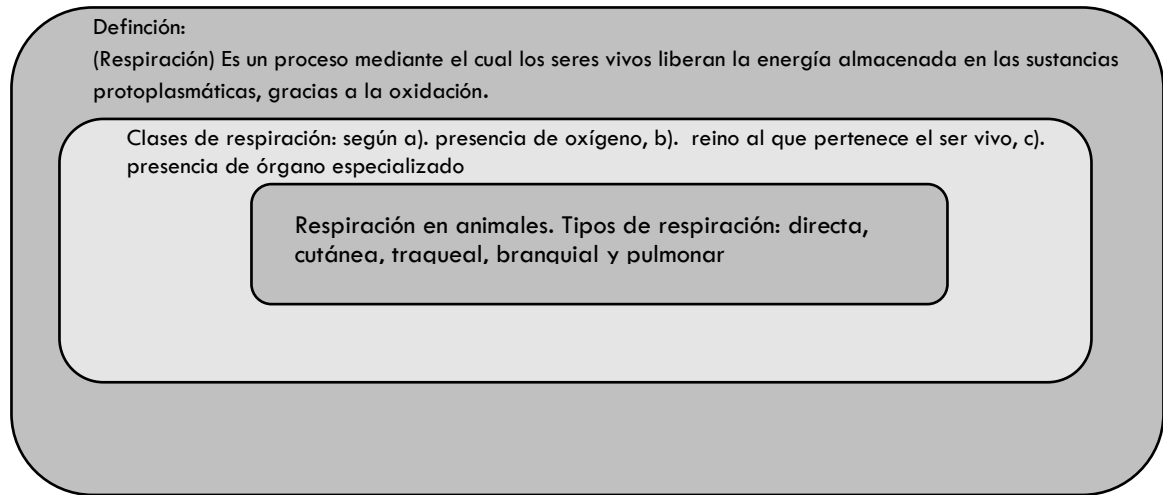 Definción:
(Respiración) Es un proceso mediante el cual los seres vivos liberan la energía almacenada en las sustancias
protoplasmáticas, gracias a la oxidación.
Clases de respiración: según a). presencia de oxígeno, b). reino al que pertenece el ser vivo, c).
presencia de órgano especializado
Respiración en animales. Tipos de respiración: directa,
cutánea, traqueal, branquial y pulmonar